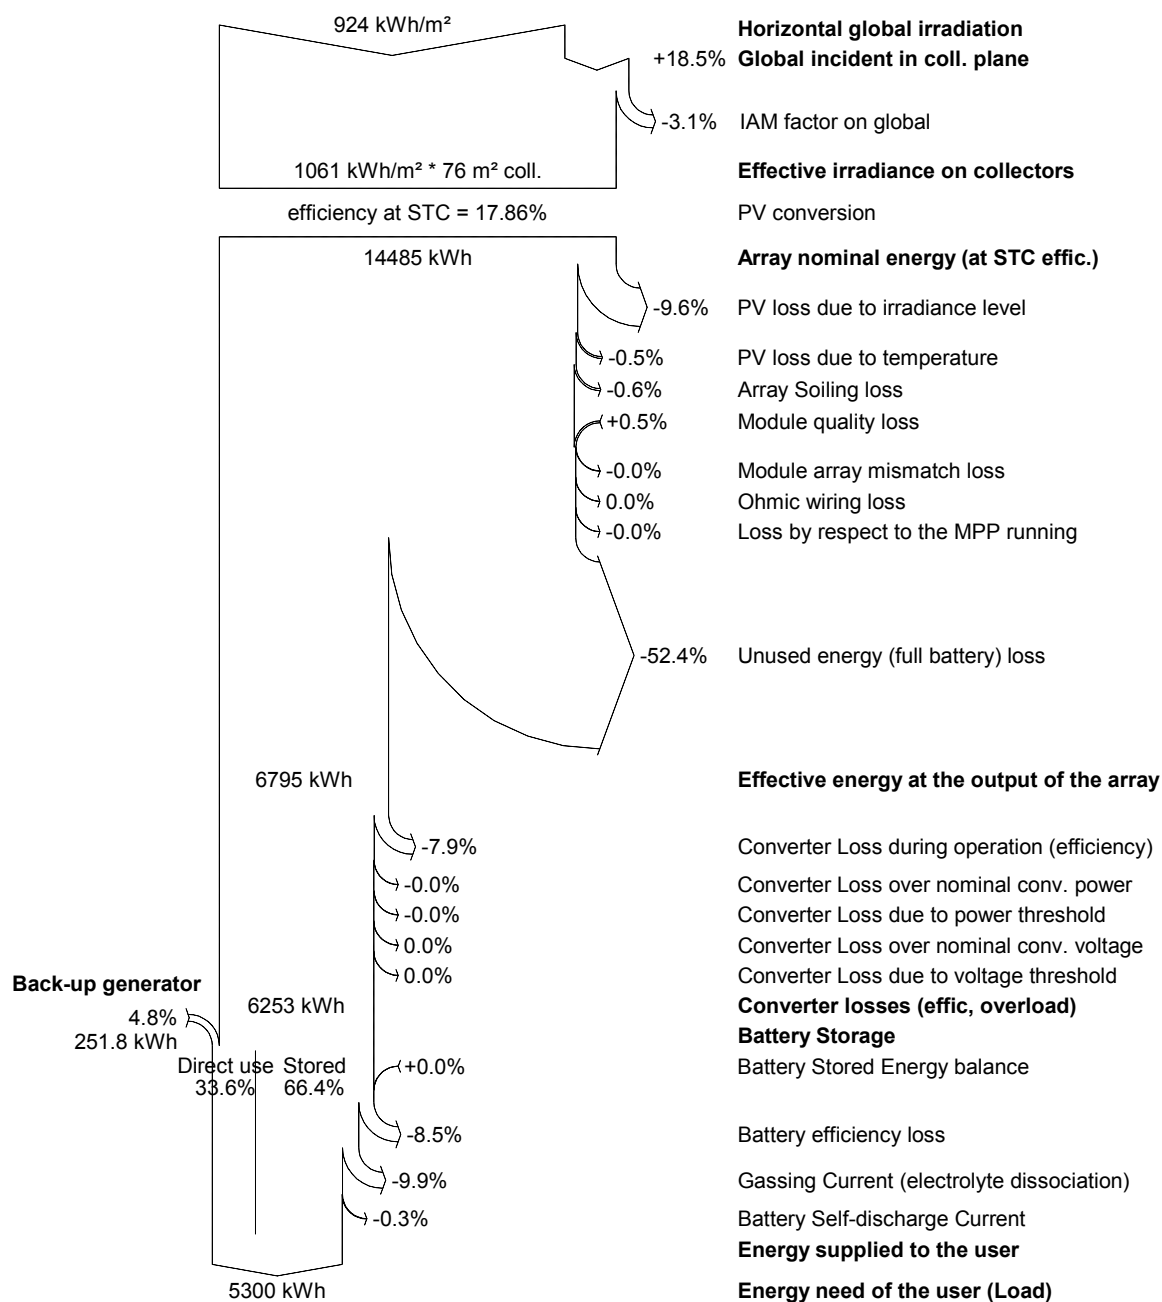 924 kWh/m² Horizontal global irradiation
+18.5% Global incident in coll. plane
-3.1% IAM factor on global
1061 kWh/m² * 76 m² coll. Effective irradiance on collectors
efficiency at STC = 17.86% PV conversion
14485 kWh Array nominal energy (at STC effic.)
-9.6% PV loss due to irradiance level
-0.5% PV loss due to temperature
-0.6% Array Soiling loss
+0.5% Module quality loss
-0.0% Module array mismatch loss
0.0% Ohmic wiring loss
-0.0% Loss by respect to the MPP running
-52.4% Unused energy (full battery) loss
6795 kWh Effective energy at the output of the array
-7.9% Converter Loss during operation (efficiency)
-0.0% Converter Loss over nominal conv. power
-0.0% Converter Loss due to power threshold
0.0% Converter Loss over nominal conv. voltage
0.0% Converter Loss due to voltage threshold
Back-up generator
6253 kWh Converter losses (effic, overload)
4.8%
251.8 kWh
Battery Storage
Direct use Stored +0.0% Battery Stored Energy balance
33.6% 66.4%
-8.5% Battery efficiency loss
-9.9% Gassing Current (electrolyte dissociation)
-0.3% Battery Self-discharge Current
Energy supplied to the user
5300 kWh Energy need of the user (Load)